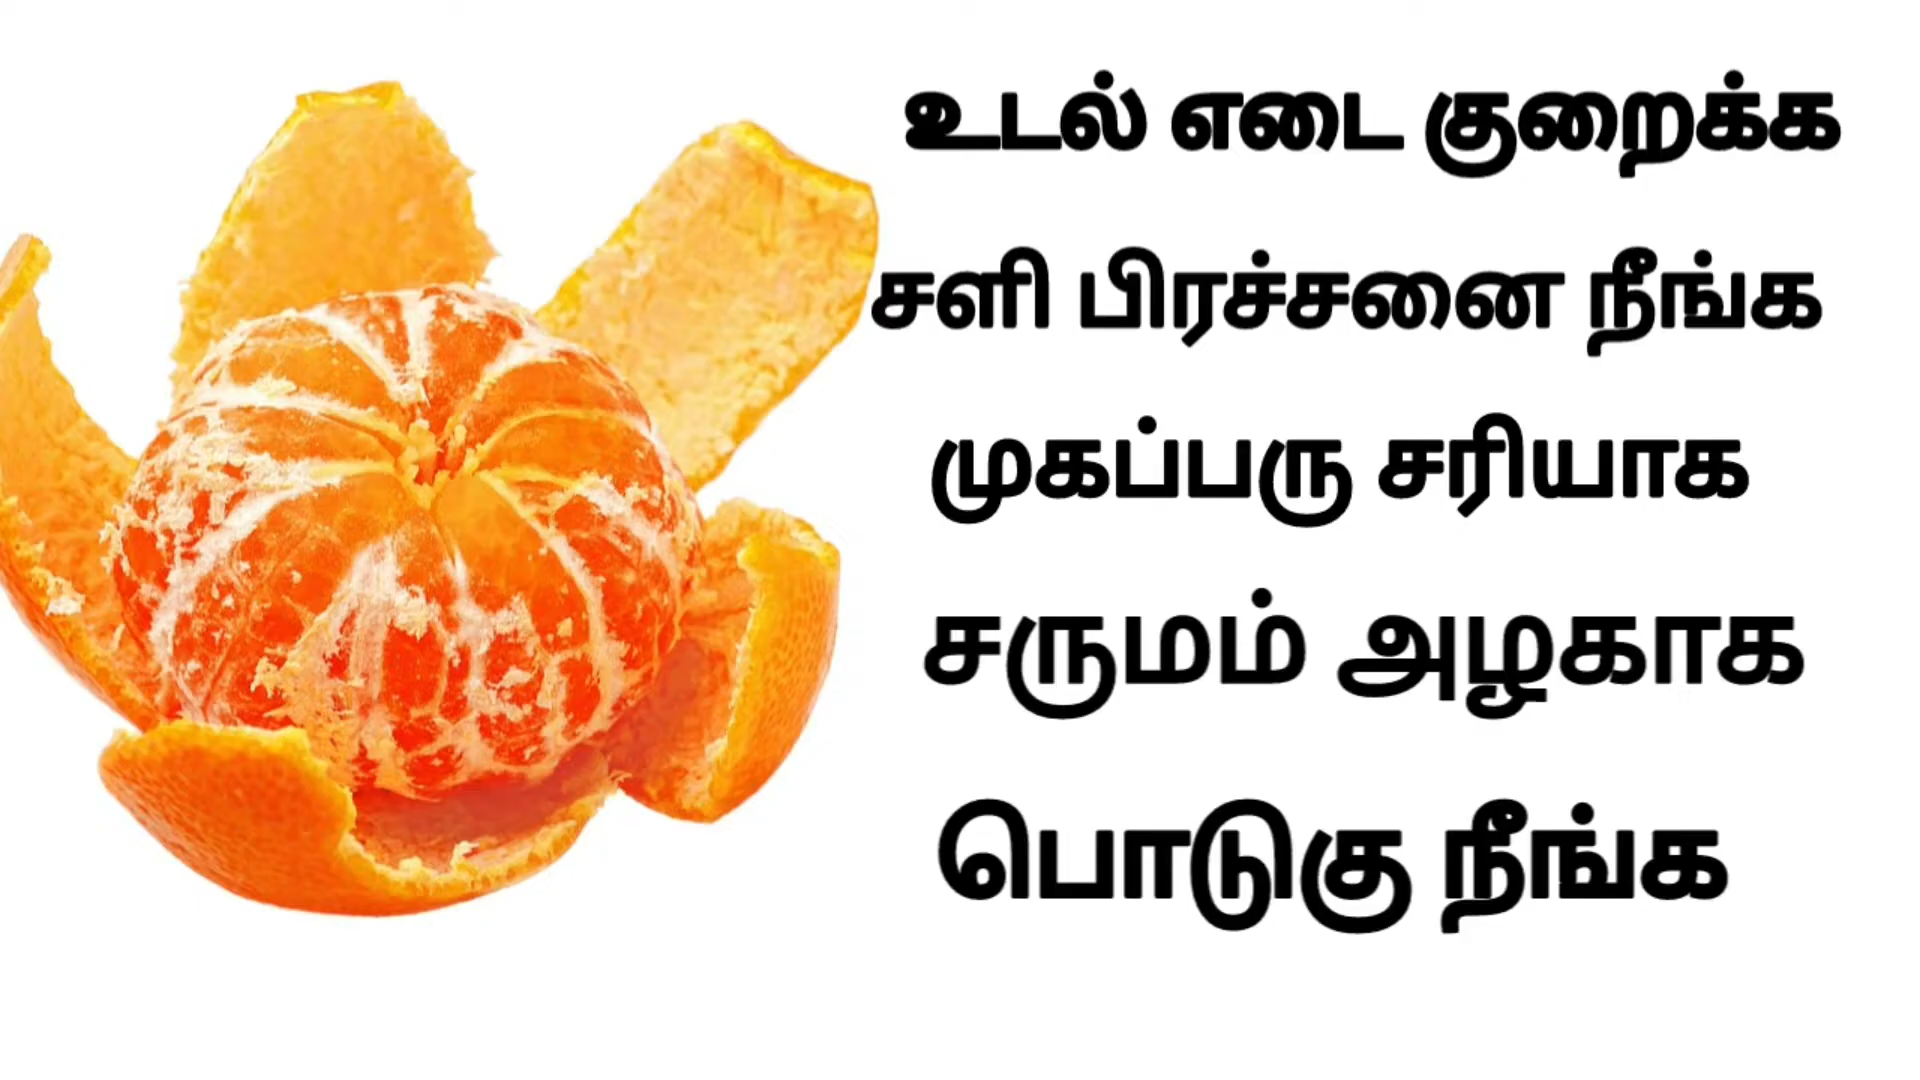 உடல் எடை குறைக்க
சளி பிரச்சனை நீங்க
முகப்பரு சரியாக
சருமம் அழகாக
பொடுகு நீங்க